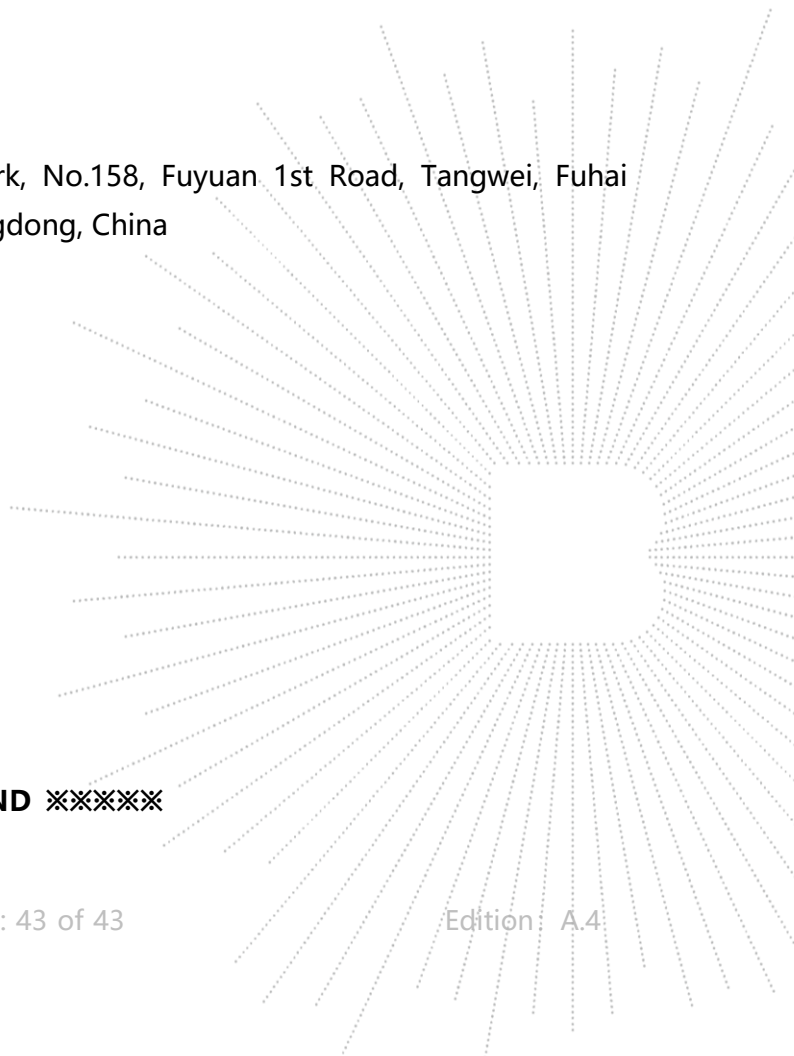 rk, No.158, Fuyuan 1st Road, Tangwei, Fuhai
gdong, China
ND ※※※※※
: 43 of 43 Edition： A.4